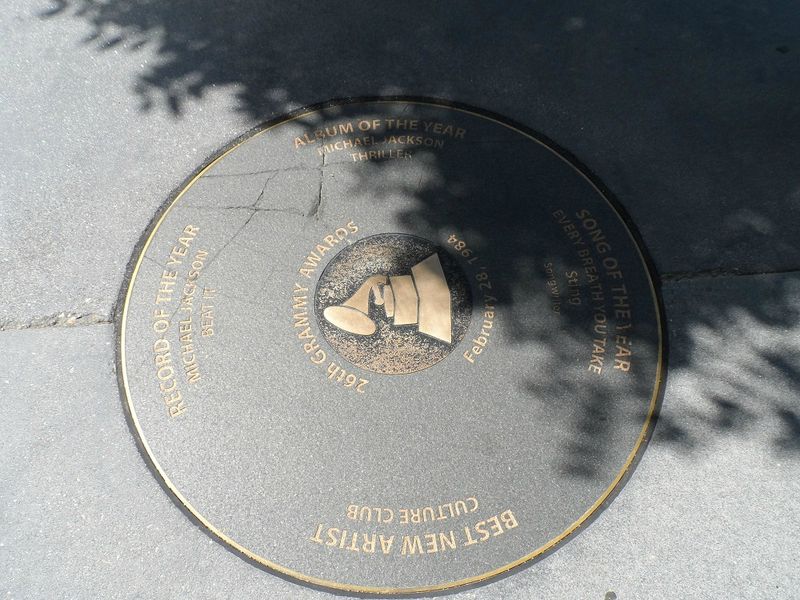 ALBUM OF THE YEAR
MICHAEL JACKSON
THRILLER
SONG OF THE YEAR
EVERY BREATH YOU TAKE
Sting
Songwriter
BEST NEW ARTIST
CULTURE CLUB
RECORD OF THE YEAR
MICHAEL JACKSON
BEAT IT
26th GRAMMY AWARDS
February 28, 1984